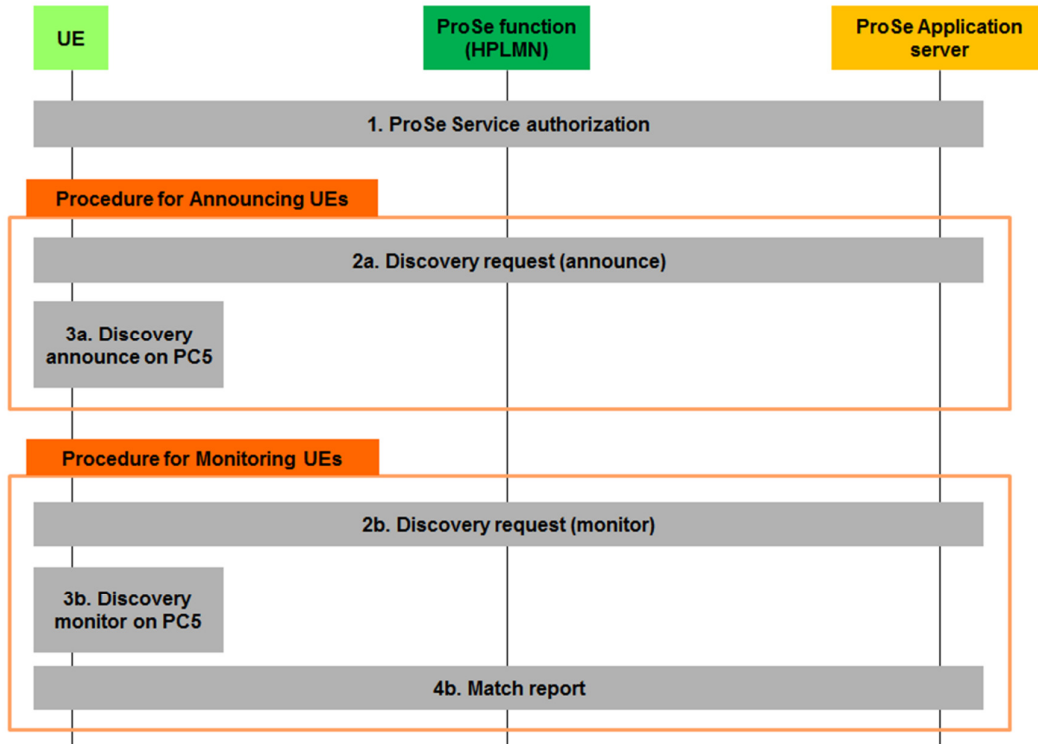 UE
ProSe function
(HPLMN)
ProSe Application
server
1. ProSe Service authorization
Procedure for Announcing UEs
2a. Discovery request (announce)
3a. Discovery
announce on PC5
Procedure for Monitoring UEs
2b. Discovery request (monitor)
3b. Discovery
monitor on PC5
4b. Match report